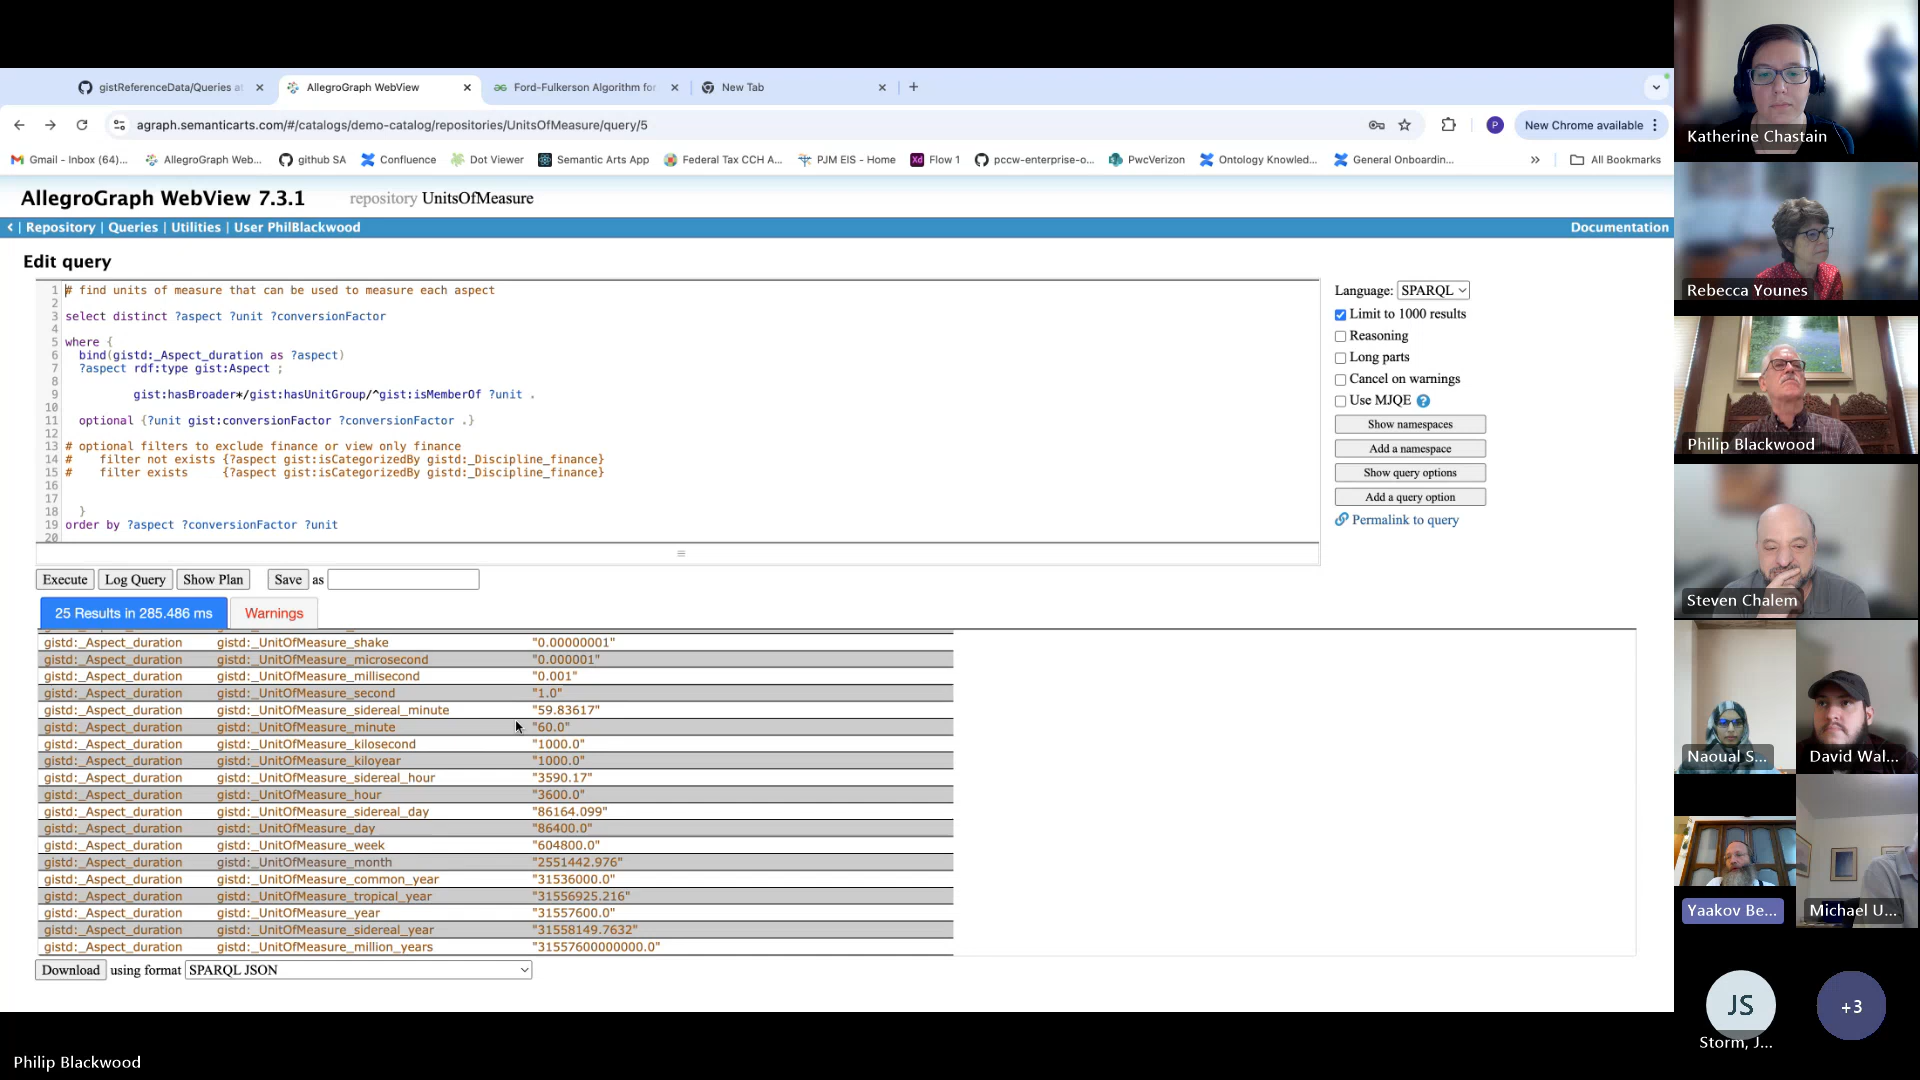 gistReferenceData/Queries at
AllegroGraph WebView
Ford-Fulkerson Algorithm for
New Tab
agraph.semanticarts.com/#/catalogs/demo-catalog/repositories/UnitsOfMeasure/query/5
P
New Chrome available
Gmail - Inbox (64)...
AllegroGraph Web...
github SA
Confluence
Dot Viewer
Semantic Arts App
Federal Tax CCH A...
PJM EIS - Home
Xd Flow 1
pccw-enterprise-o...
PwcVerizon
Ontology Knowled...
General Onboardin...
»
All Bookmarks
AllegroGraph WebView 7.3.1
repository UnitsOfMeasure
‹ | Repository | Queries | Utilities | User PhilBlackwood
Documentation
Edit query
1 # find units of measure that can be used to measure each aspect
2
3 select distinct ?aspect ?unit ?conversionFactor
4
5 where {
6 bind(gistd:_Aspect_duration as ?aspect)
7 ?aspect rdf:type gist:Aspect ;
8
9 gist:hasBroader*/gist:hasUnitGroup/^gist:isMemberOf ?unit .
10
11 optional {?unit gist:conversionFactor ?conversionFactor .}
12
13 # optional filters to exclude finance or view only finance
14 # filter not exists {?aspect gist:isCategorizedBy gistd:_Discipline_finance}
15 # filter exists {?aspect gist:isCategorizedBy gistd:_Discipline_finance}
16
17
18 }
19 order by ?aspect ?conversionFactor ?unit
20
Language: SPARQL
Limit to 1000 results
Reasoning
Long parts
Cancel on warnings
Use MJQE ?
Show namespaces
Add a namespace
Show query options
Add a query option
Permalink to query
Execute Log Query Show Plan Save as
25 Results in 285.486 ms Warnings
gistd:_Aspect_duration gistd:_UnitOfMeasure_shake "0.00000001"
gistd:_Aspect_duration gistd:_UnitOfMeasure_microsecond "0.000001"
gistd:_Aspect_duration gistd:_UnitOfMeasure_millisecond "0.001"
gistd:_Aspect_duration gistd:_UnitOfMeasure_second "1.0"
gistd:_Aspect_duration gistd:_UnitOfMeasure_sidereal_minute "59.83617"
gistd:_Aspect_duration gistd:_UnitOfMeasure_minute "60.0"
gistd:_Aspect_duration gistd:_UnitOfMeasure_kilosecond "1000.0"
gistd:_Aspect_duration gistd:_UnitOfMeasure_kiloyear "1000.0"
gistd:_Aspect_duration gistd:_UnitOfMeasure_sidereal_hour "3590.17"
gistd:_Aspect_duration gistd:_UnitOfMeasure_hour "3600.0"
gistd:_Aspect_duration gistd:_UnitOfMeasure_sidereal_day "86164.099"
gistd:_Aspect_duration gistd:_UnitOfMeasure_day "86400.0"
gistd:_Aspect_duration gistd:_UnitOfMeasure_week "604800.0"
gistd:_Aspect_duration gistd:_UnitOfMeasure_month "2551442.976"
gistd:_Aspect_duration gistd:_UnitOfMeasure_common_year "31536000.0"
gistd:_Aspect_duration gistd:_UnitOfMeasure_tropical_year "31556925.216"
gistd:_Aspect_duration gistd:_UnitOfMeasure_year "31557600.0"
gistd:_Aspect_duration gistd:_UnitOfMeasure_sidereal_year "31558149.7632"
gistd:_Aspect_duration gistd:_UnitOfMeasure_million_years "31557600000000.0"
Download using format SPARQL JSON
Philip Blackwood
Katherine Chastain
Rebecca Younes
Philip Blackwood
Steven Chalem
Naoual S...
David Wal...
Yaakov Be...
Michael U...
JS
+3
Storm, J...